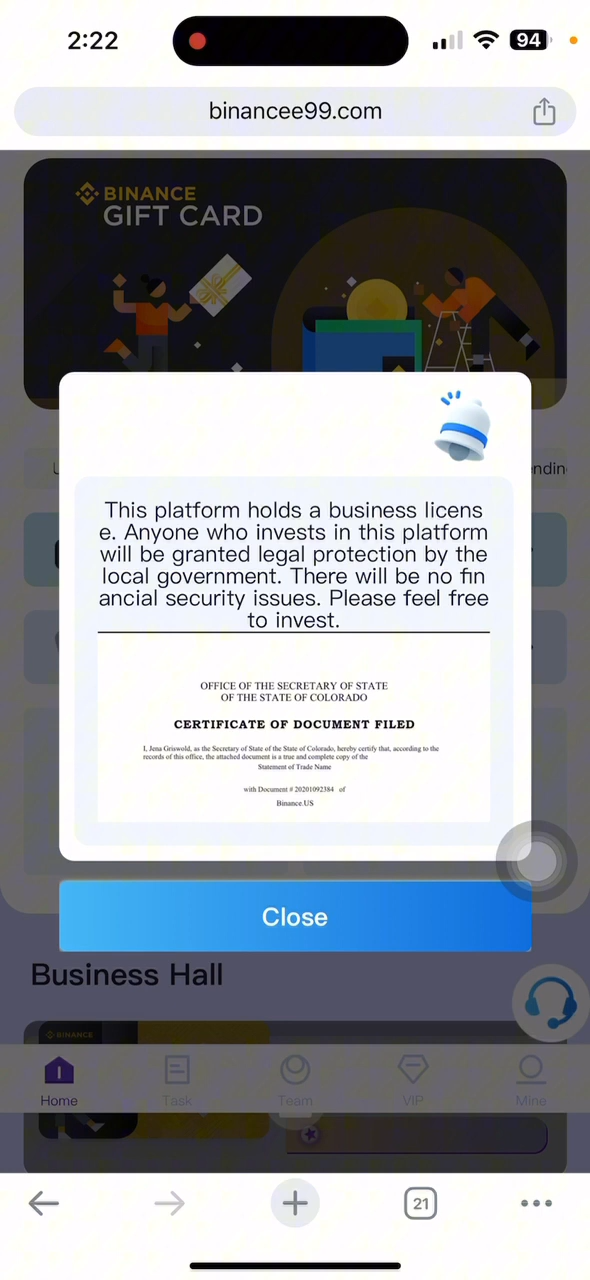 2:22
94
binancee99.com
BINANCE
GIFT CARD
This platform holds a business licens
e. Anyone who invests in this platform
will be granted legal protection by the
local government. There will be no fin
ancial security issues. Please feel free
to invest.
OFFICE OF THE SECRETARY OF STATE
OF THE STATE OF COLORADO
CERTIFICATE OF DOCUMENT FILED
I, Jena Griswold, as the Secretary of State of the State of Colorado, hereby certify that, according to the
records of this office, the attached document is a true and complete copy of the
Statement of Trade Name
with Document # 20201092384 of
Binance.US
Close
Business Hall
BINANCE
Home Task Team VIP Mine
21